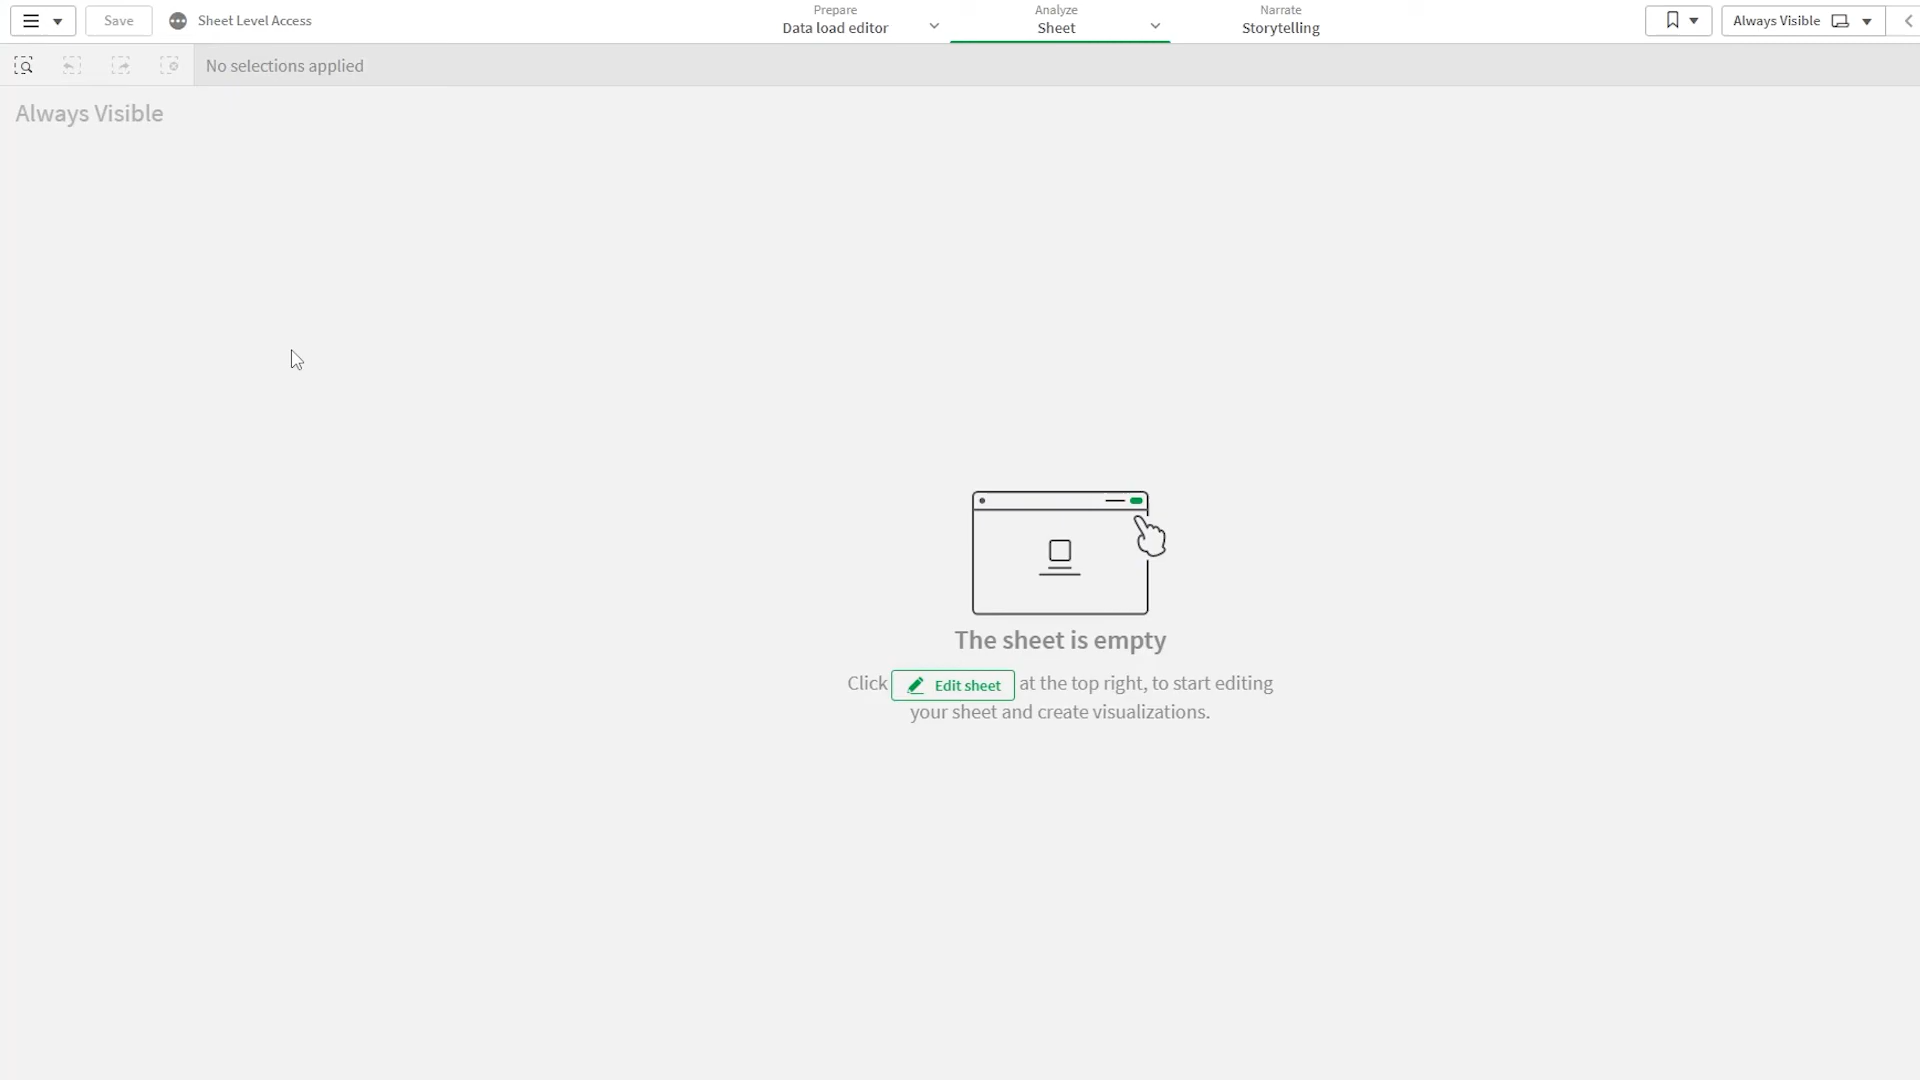 Save
Sheet Level Access
Prepare
Data load editor
Analyze
Sheet
Narrate
Storytelling
Always Visible
No selections applied
Always Visible
The sheet is empty
Click Edit sheet at the top right, to start editing
your sheet and create visualizations.